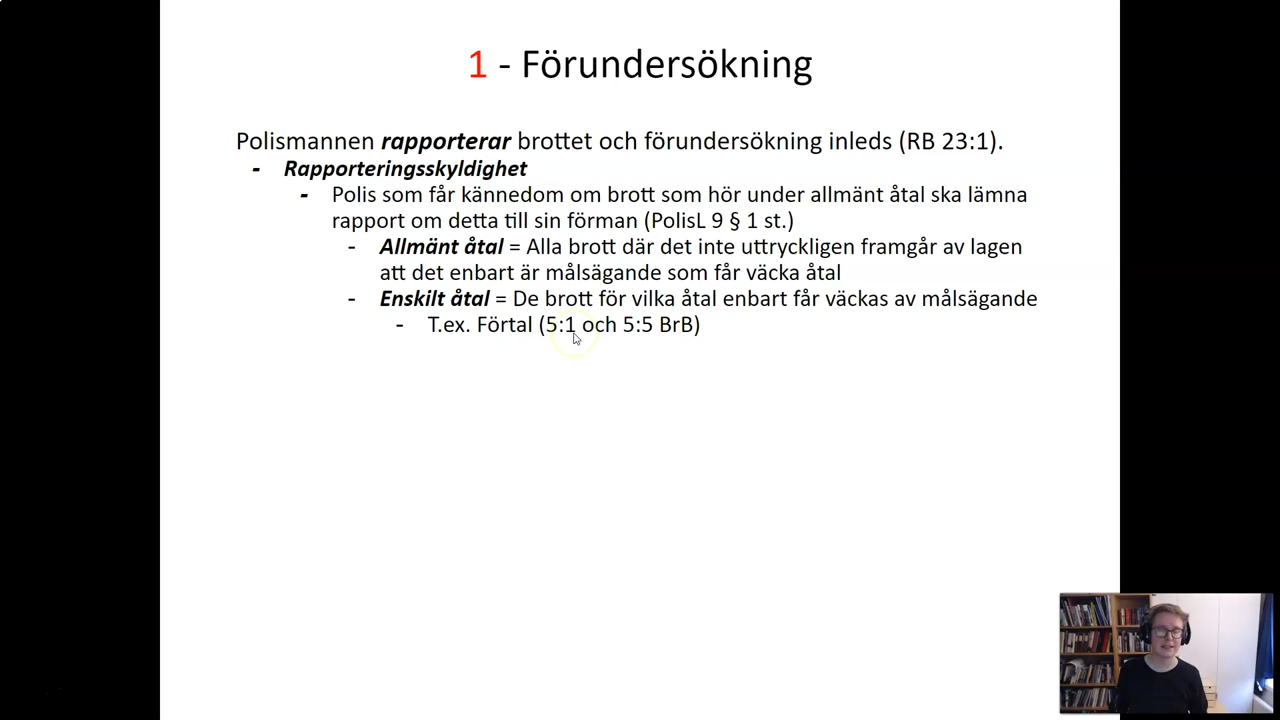 1 - Förundersökning
Polismannen rapporterar brottet och förundersökning inleds (RB 23:1).
- Rapporteringsskyldighet
- Polis som får kännedom om brott som hör under allmänt åtal ska lämna
rapport om detta till sin förman (PolisL 9 § 1 st.)
- Allmänt åtal = Alla brott där det inte uttryckligen framgår av lagen
att det enbart är målsägande som får väcka åtal
- Enskilt åtal = De brott för vilka åtal enbart får väckas av målsägande
- T.ex. Förtal (5:1 och 5:5 BrB)